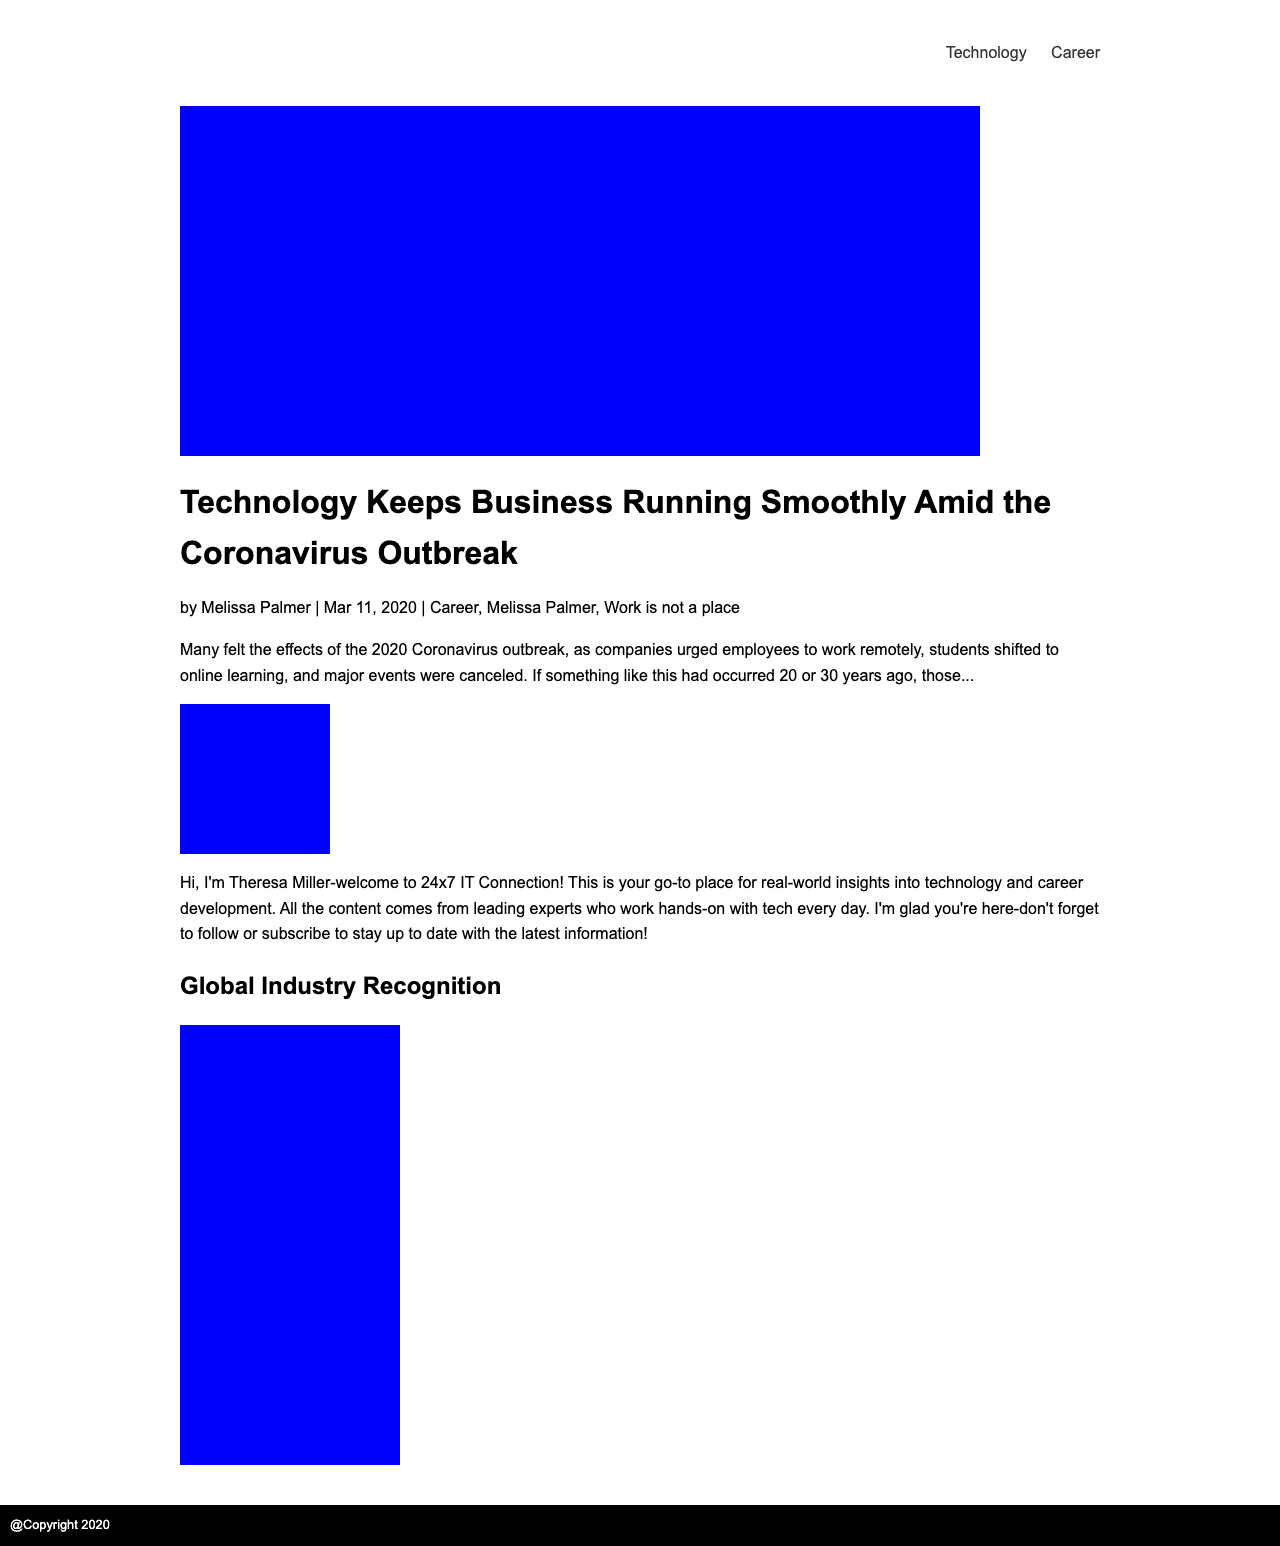 Technology Career
Technology Keeps Business Running Smoothly Amid the
Coronavirus Outbreak
by Melissa Palmer | Mar 11, 2020 | Career, Melissa Palmer, Work is not a place
Many felt the effects of the 2020 Coronavirus outbreak, as companies urged employees to work remotely, students shifted to
online learning, and major events were canceled. If something like this had occurred 20 or 30 years ago, those...
Hi, I'm Theresa Miller-welcome to 24x7 IT Connection! This is your go-to place for real-world insights into technology and career
development. All the content comes from leading experts who work hands-on with tech every day. I'm glad you're here-don't forget
to follow or subscribe to stay up to date with the latest information!
Global Industry Recognition
@Copyright 2020